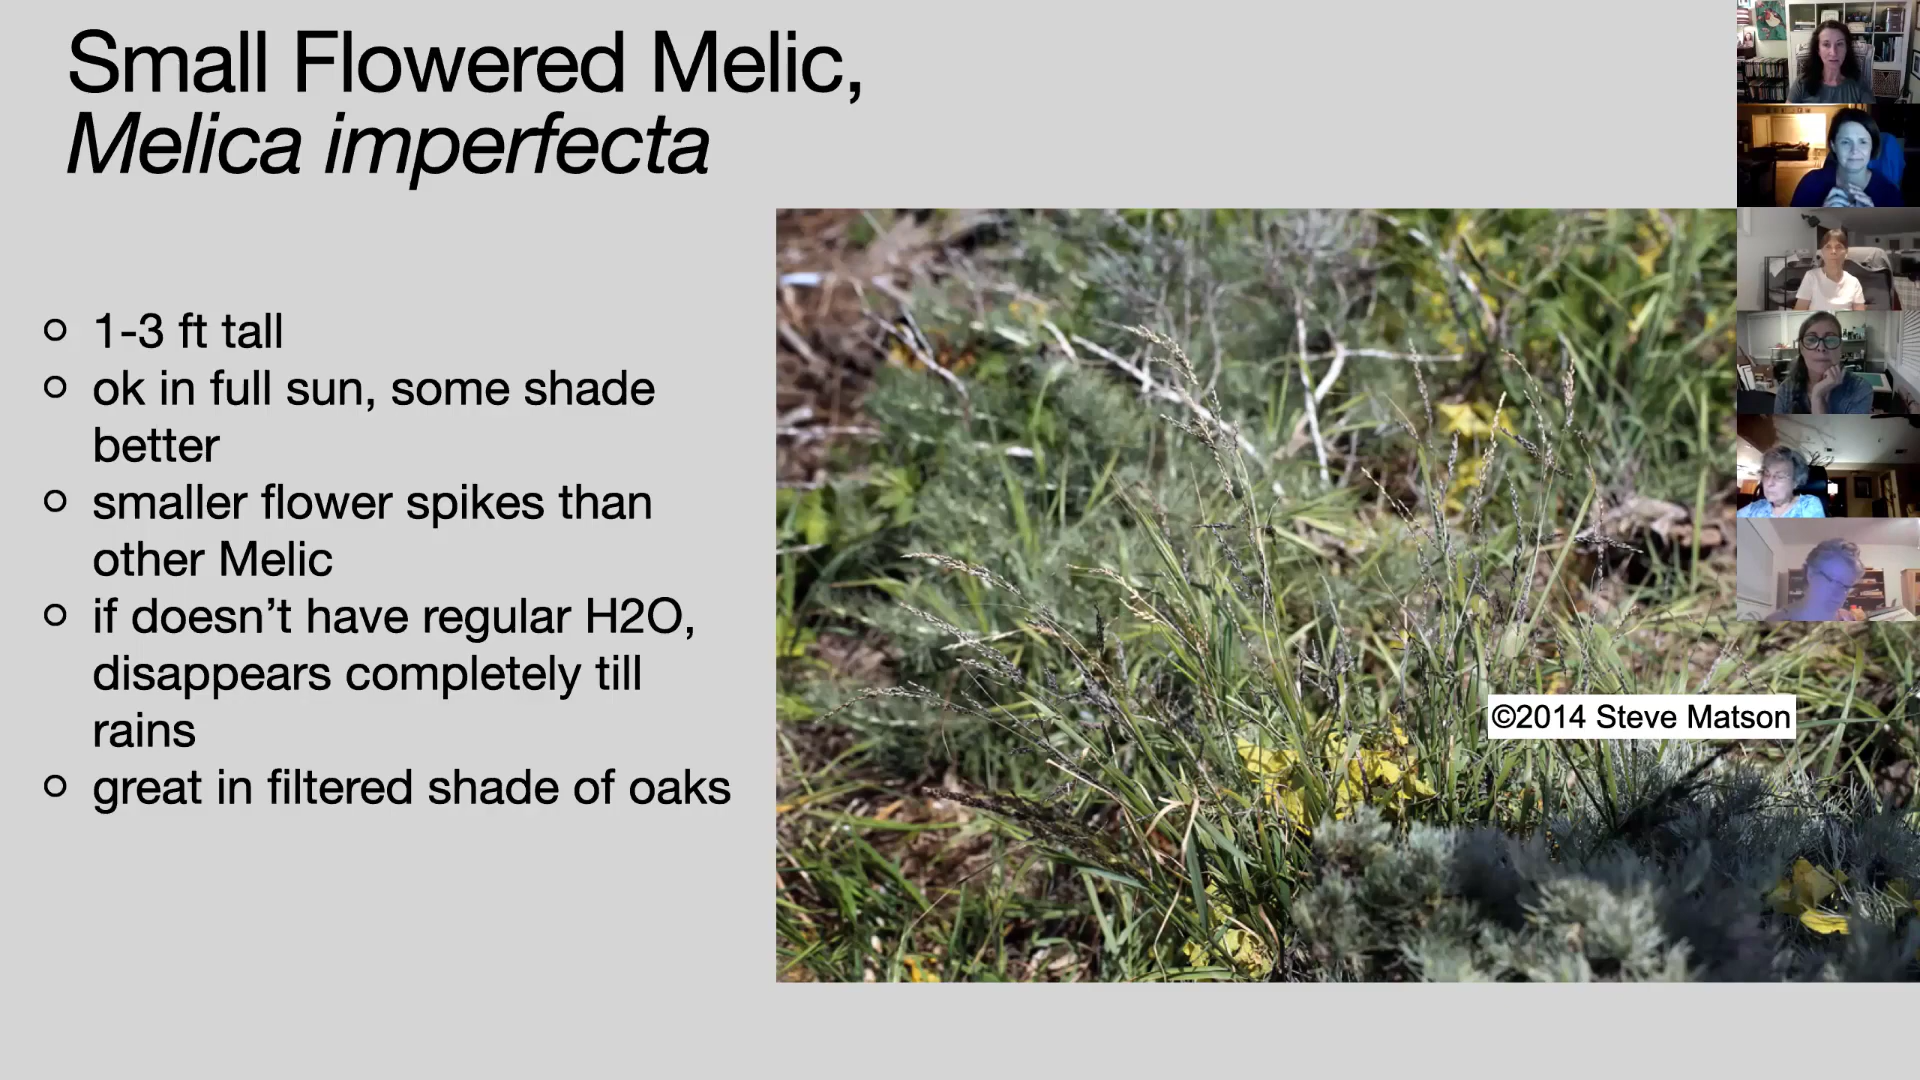 Small Flowered Melic,
Melica imperfecta
1-3 ft tall
ok in full sun, some shade
better
smaller flower spikes than
other Melic
if doesn’t have regular H2O,
disappears completely till
rains
great in filtered shade of oaks
©2014 Steve Matson